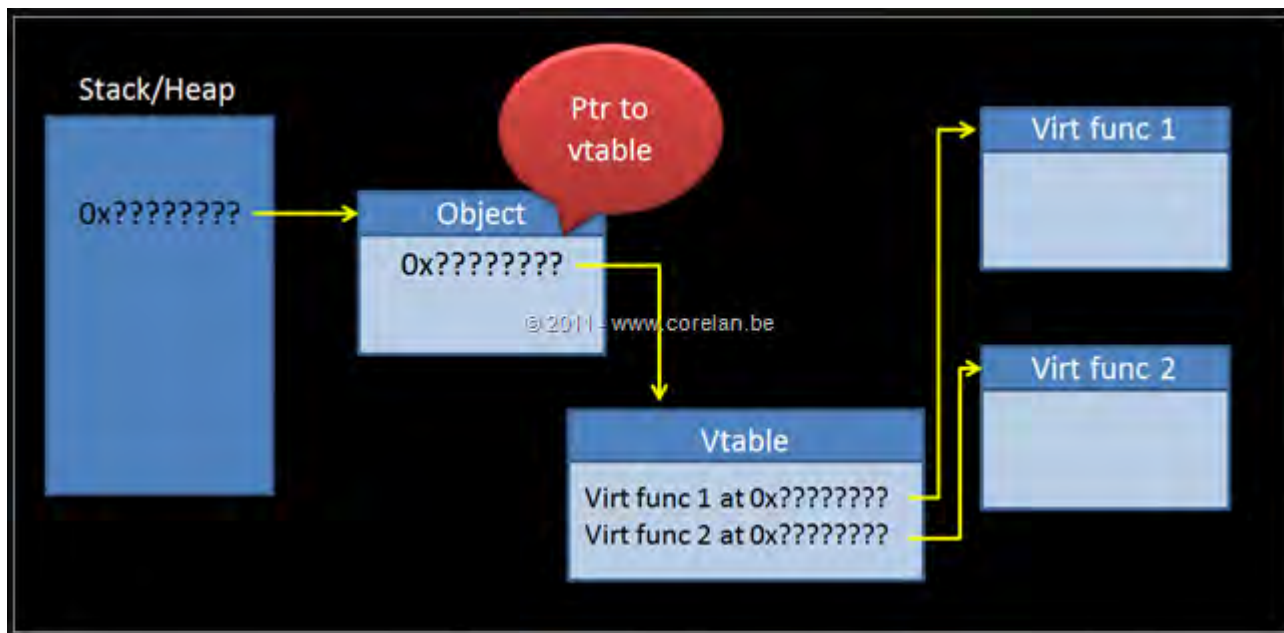 Stack/Heap
0x????????
Ptr to
vtable
Object
0x????????
© 2011 - www.corelan.be
Vtable
Virt func 1 at 0x????????
Virt func 2 at 0x????????
Virt func 1
Virt func 2